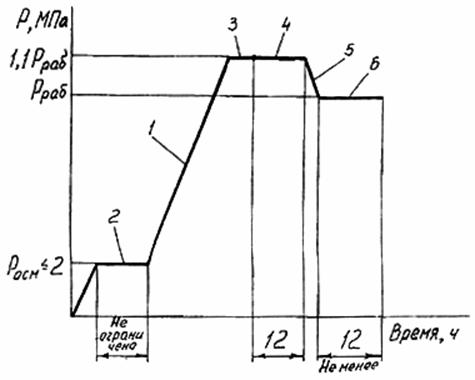 Р, МПа
1,1 Рраб
Рраб
Росм ≤ 2
1
2
3
4
5
6
Не
ограни
чено
12
12
Не менее
Время, ч